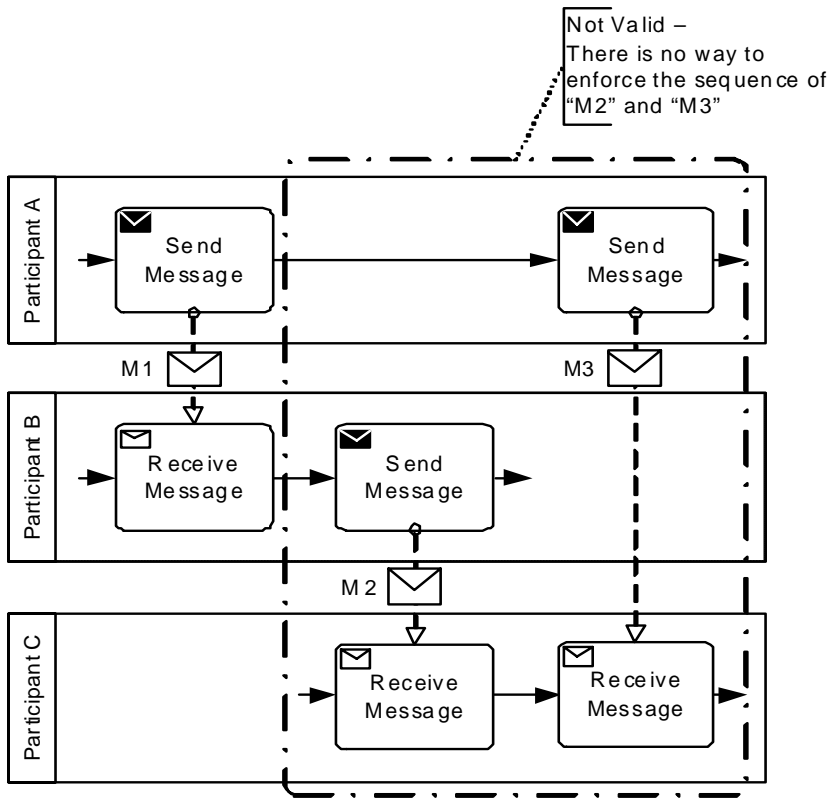 Not Valid –
There is no way to
enforce the sequence of
“M2” and “M3”
Participant A
Send
Message
Send
Message
M1
M3
Participant B
Receive
Message
Send
Message
M 2
Participant C
Receive
Message
Receive
Message